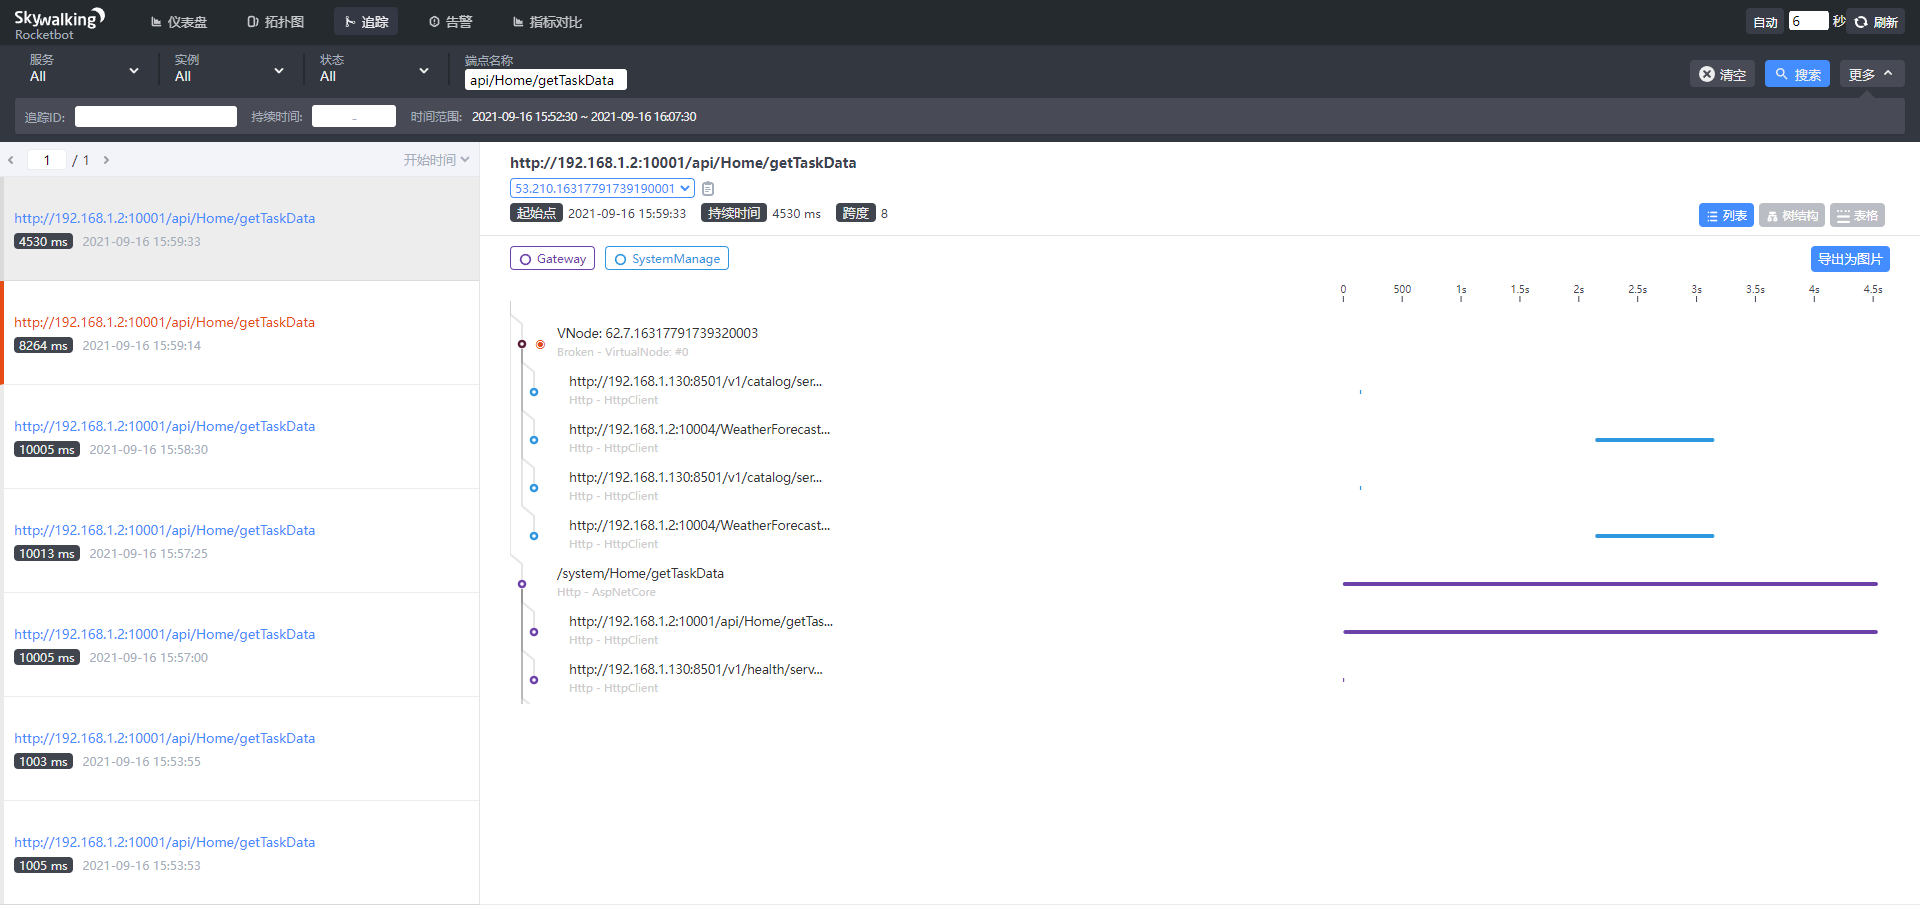 Skywalking
Rocketbot
仪表盘
拓扑图
追踪
告警
指标对比
自动 6 秒 刷新
服务
All
实例
All
状态
All
端点名称
api/Home/getTaskData
清空
搜索
更多
追踪ID:
持续时间: -
时间范围: 2021-09-16 15:52:30 ~ 2021-09-16 16:07:30
1 / 1
开始时间
http://192.168.1.2:10001/api/Home/getTaskData
4530 ms 2021-09-16 15:59:33
http://192.168.1.2:10001/api/Home/getTaskData
8264 ms 2021-09-16 15:59:14
http://192.168.1.2:10001/api/Home/getTaskData
10005 ms 2021-09-16 15:58:30
http://192.168.1.2:10001/api/Home/getTaskData
10013 ms 2021-09-16 15:57:25
http://192.168.1.2:10001/api/Home/getTaskData
10005 ms 2021-09-16 15:57:00
http://192.168.1.2:10001/api/Home/getTaskData
1003 ms 2021-09-16 15:53:55
http://192.168.1.2:10001/api/Home/getTaskData
1005 ms 2021-09-16 15:53:53
http://192.168.1.2:10001/api/Home/getTaskData
53.210.16317791739190001
起始点 2021-09-16 15:59:33 持续时间 4530 ms 跨度 8
列表 树结构 表格
Gateway SystemManage
导出为图片
0 500 1s 1.5s 2s 2.5s 3s 3.5s 4s 4.5s
VNode: 62.7.16317791739320003
Broken - VirtualNode: #0
http://192.168.1.130:8501/v1/catalog/ser...
Http - HttpClient
http://192.168.1.2:10004/WeatherForecast...
Http - HttpClient
http://192.168.1.130:8501/v1/catalog/ser...
Http - HttpClient
http://192.168.1.2:10004/WeatherForecast...
Http - HttpClient
/system/Home/getTaskData
Http - AspNetCore
http://192.168.1.2:10001/api/Home/getTas...
Http - HttpClient
http://192.168.1.130:8501/v1/health/serv...
Http - HttpClient